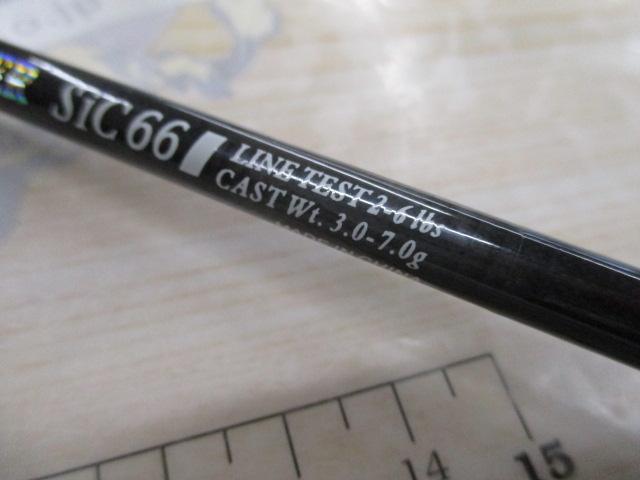 SiC 66
LINE TEST 2-6 lbs
CAST Wt. 3.0-7.0g
14
15